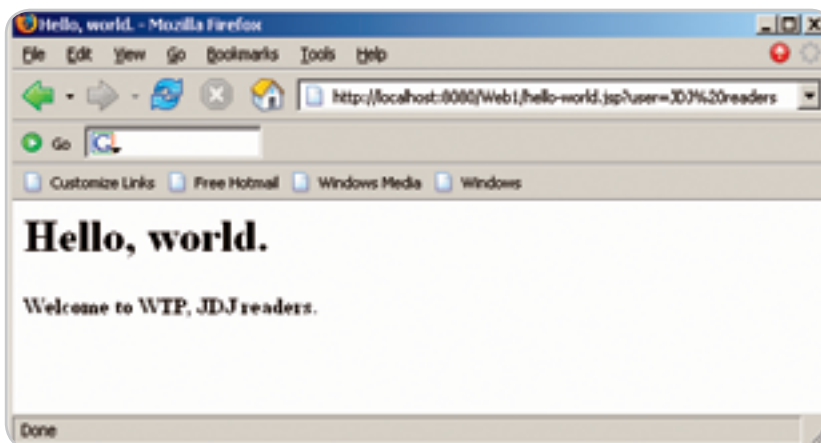 Hello, world. - Mozilla Firefox
File Edit View Go Bookmarks Tools Help
http://localhost:8080/Web1/hello-world.jsp?user=JDJ%20readers
Go G
Customize Links Free Hotmail Windows Media Windows
Hello, world.
Welcome to WTP, JDJ readers.
Done